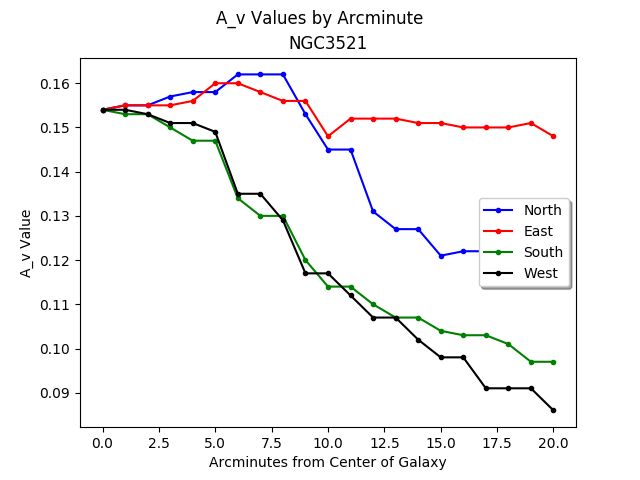 A_v Values by Arcminute
NGC3521
0.16
0.15
0.14
0.13
0.12
0.11
0.10
0.09
A_v Value
North
East
South
West
0.0 2.5 5.0 7.5 10.0 12.5 15.0 17.5 20.0
Arcminutes from Center of Galaxy